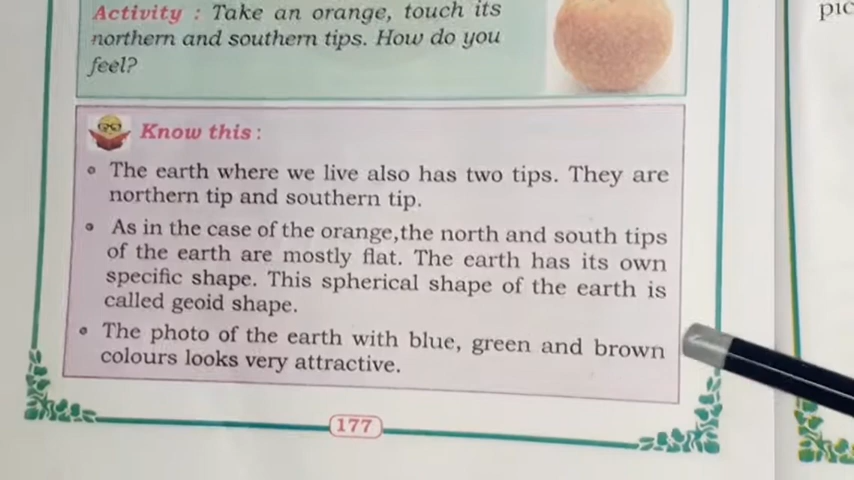 Activity : Take an orange, touch its
northern and southern tips. How do you
feel?
Know this:
• The earth where we live also has two tips. They are
northern tip and southern tip.
• As in the case of the orange,the north and south tips
of the earth are mostly flat. The earth has its own
specific shape. This spherical shape of the earth is
called geoid shape.
• The photo of the earth with blue, green and brown
colours looks very attractive.
177